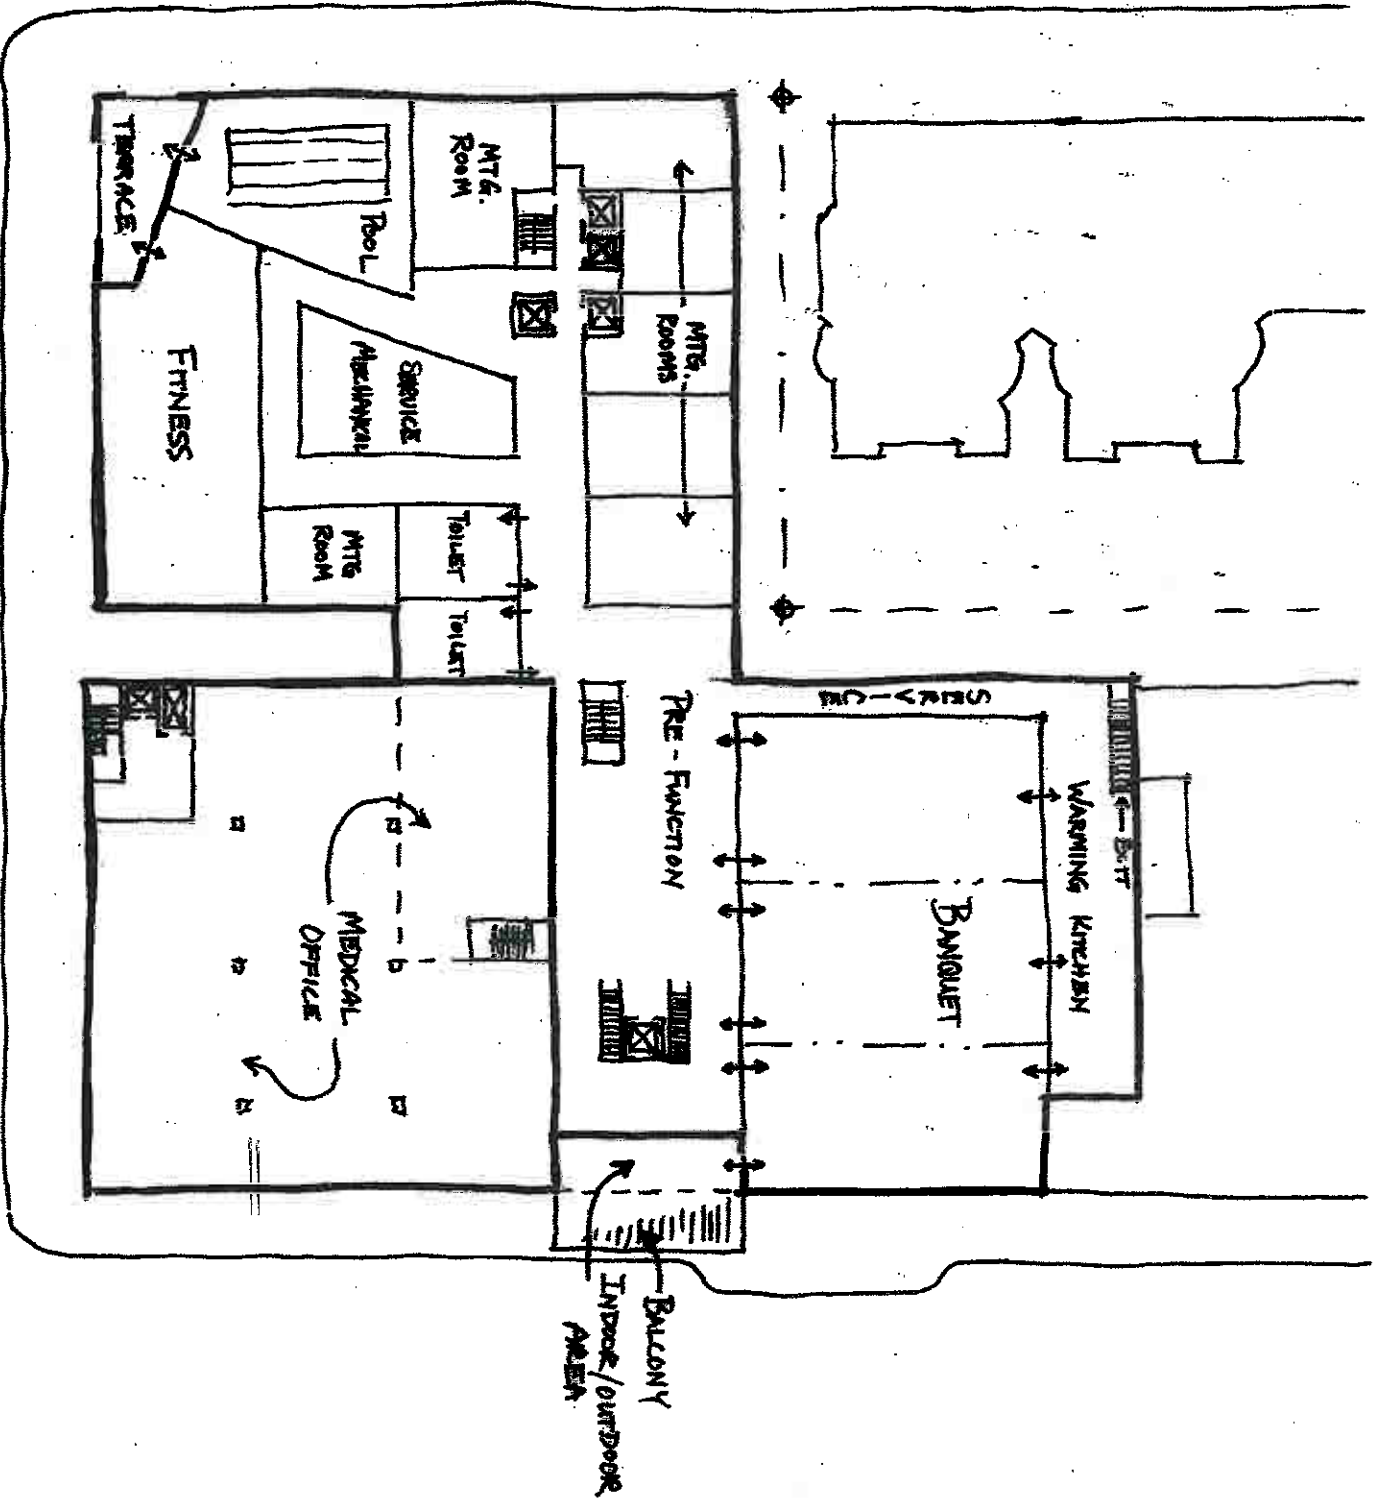 TERRACE
POOL
MTG.
ROOM
MTG.
ROOMS
FITNESS
SERVICE
MECHANICAL
MTG
ROOM
TOILET
TOILET
SERVICE
PRE-FUNCTION
WARMING KITCHEN
EXIT
BANQUET
MEDICAL
OFFICE
BALCONY
INDOOR/OUTDOOR
AREA